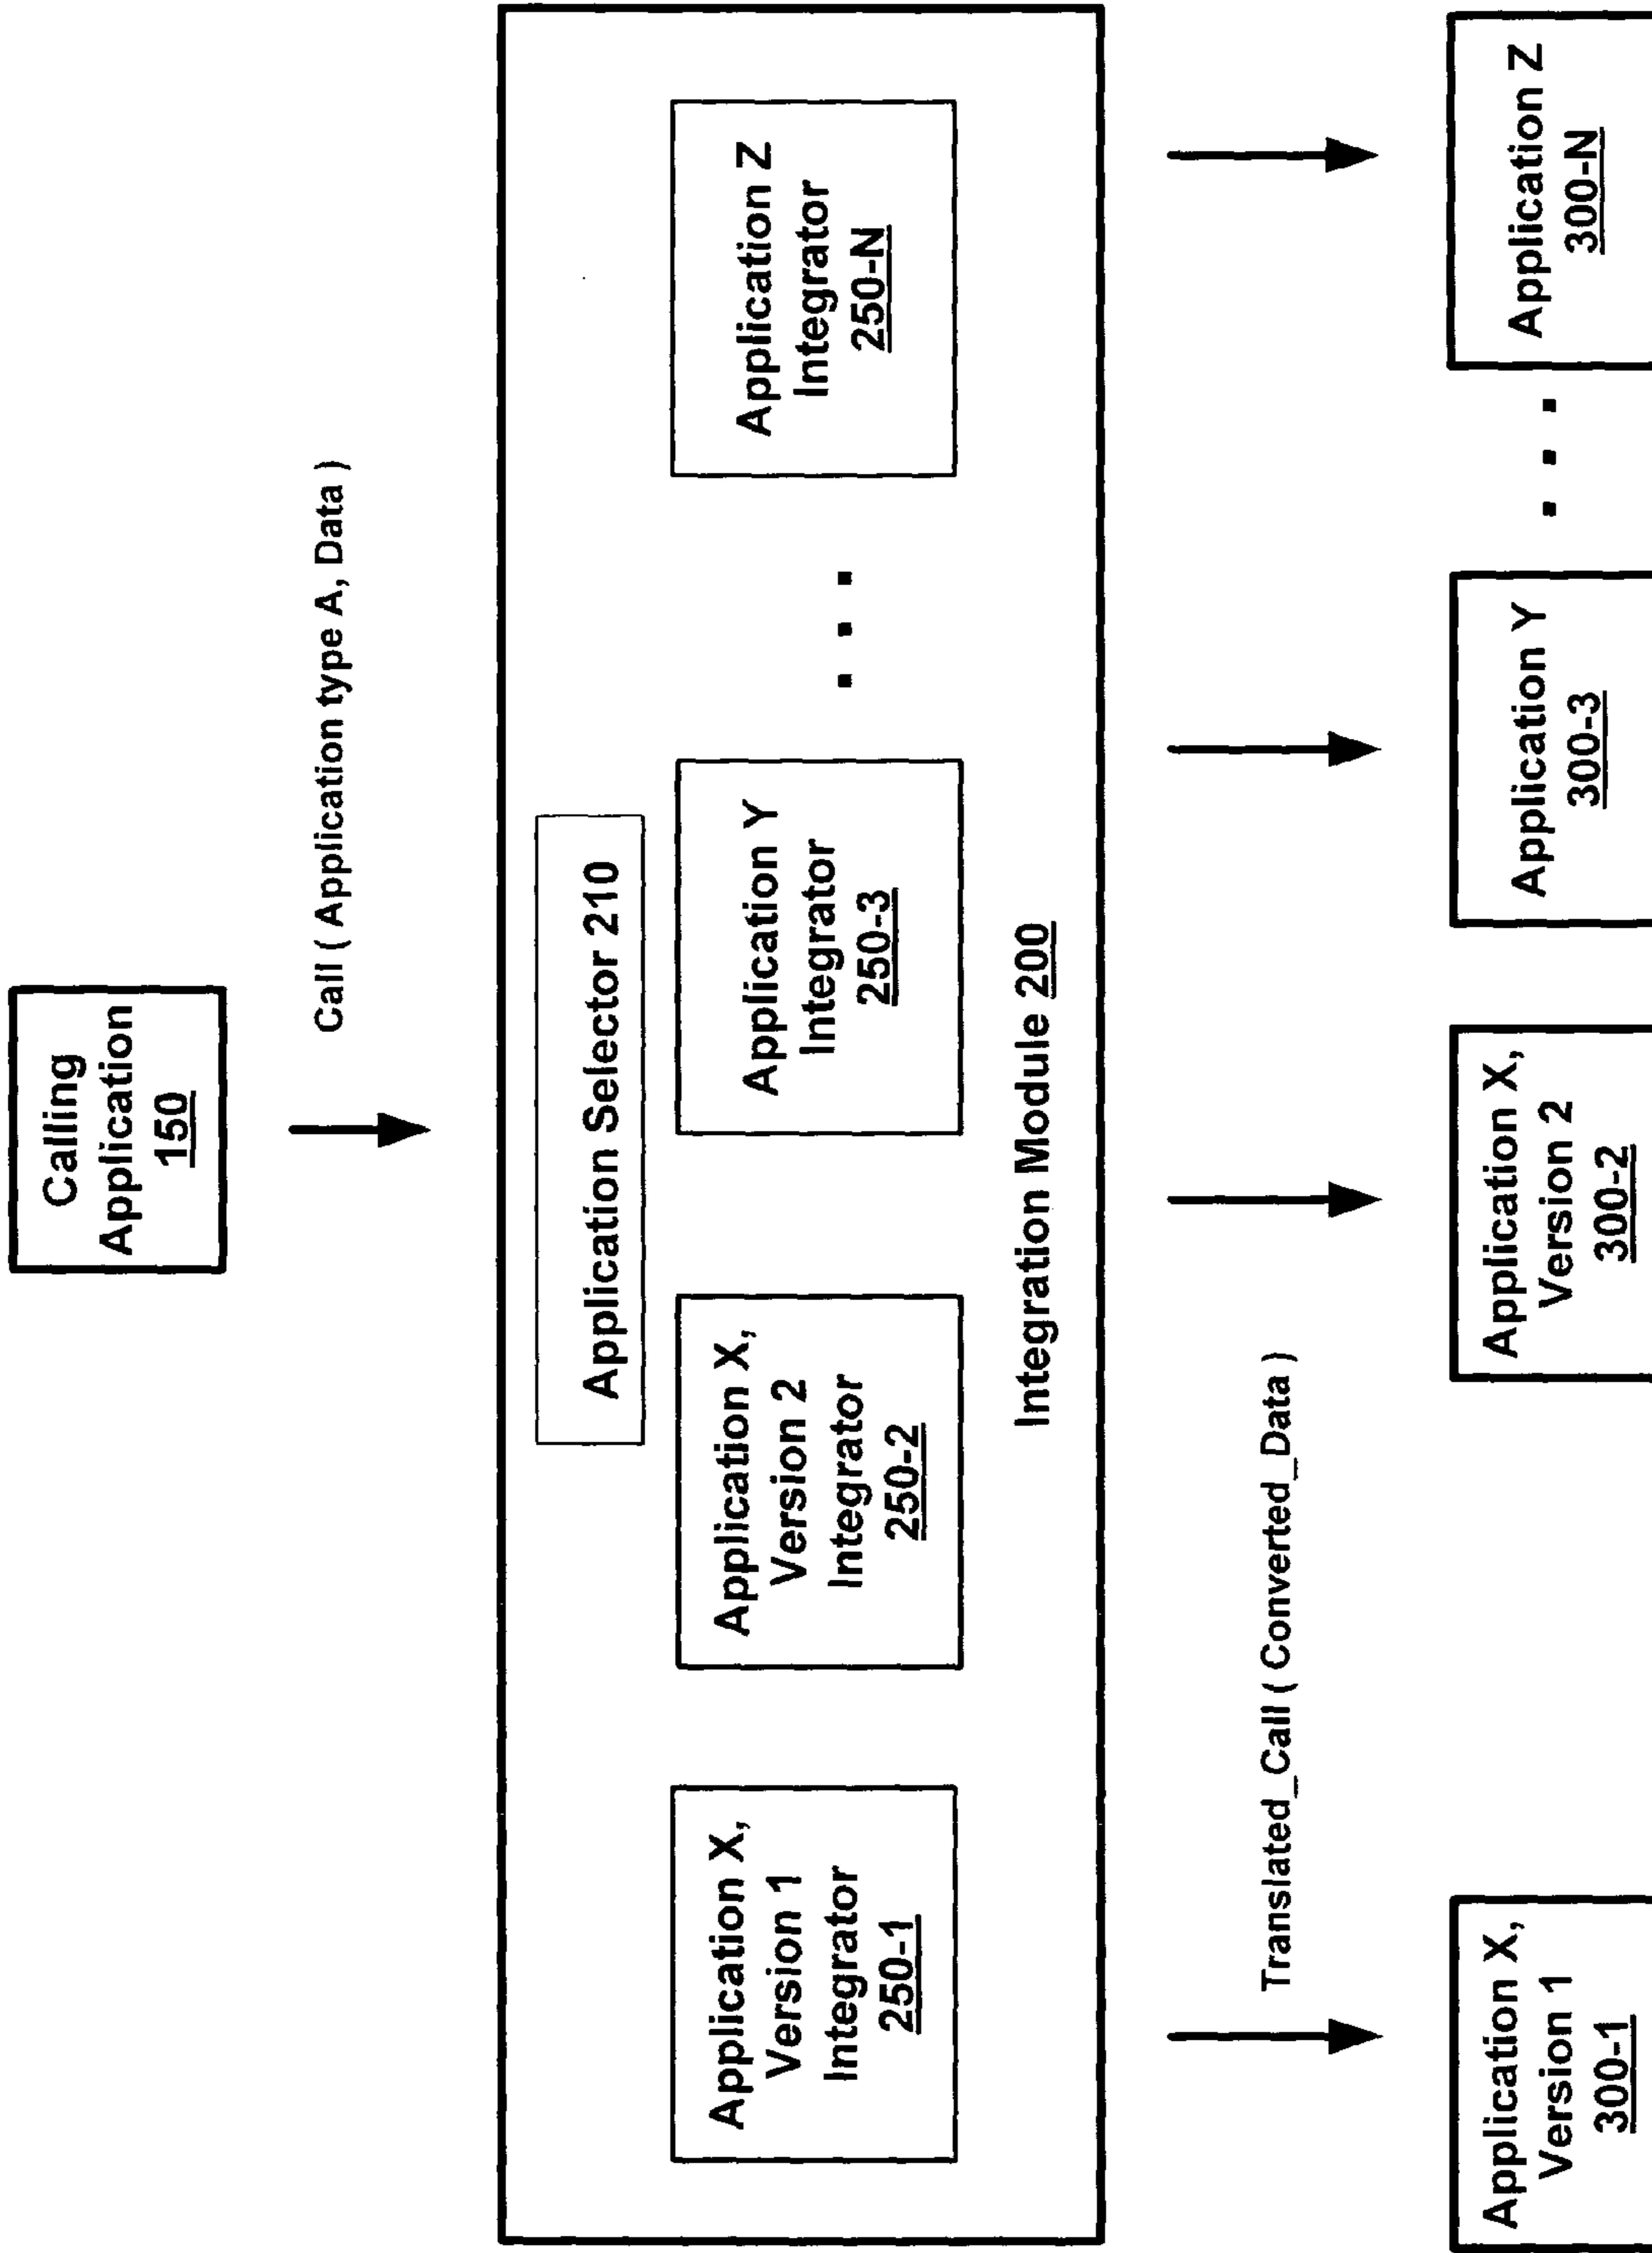 Calling
Application
150
Call ( Application type A, Data )
Application Selector 210
Application X,
Version 1
Integrator
250-1
Application X,
Version 2
Integrator
250-2
Application Y
Integrator
250-3
. . .
Application Z
Integrator
250-N
Integration Module 200
Translated_Call ( Converted_Data )
Application X,
Version 1
300-1
Application X,
Version 2
300-2
Application Y
300-3
. . .
Application Z
300-N